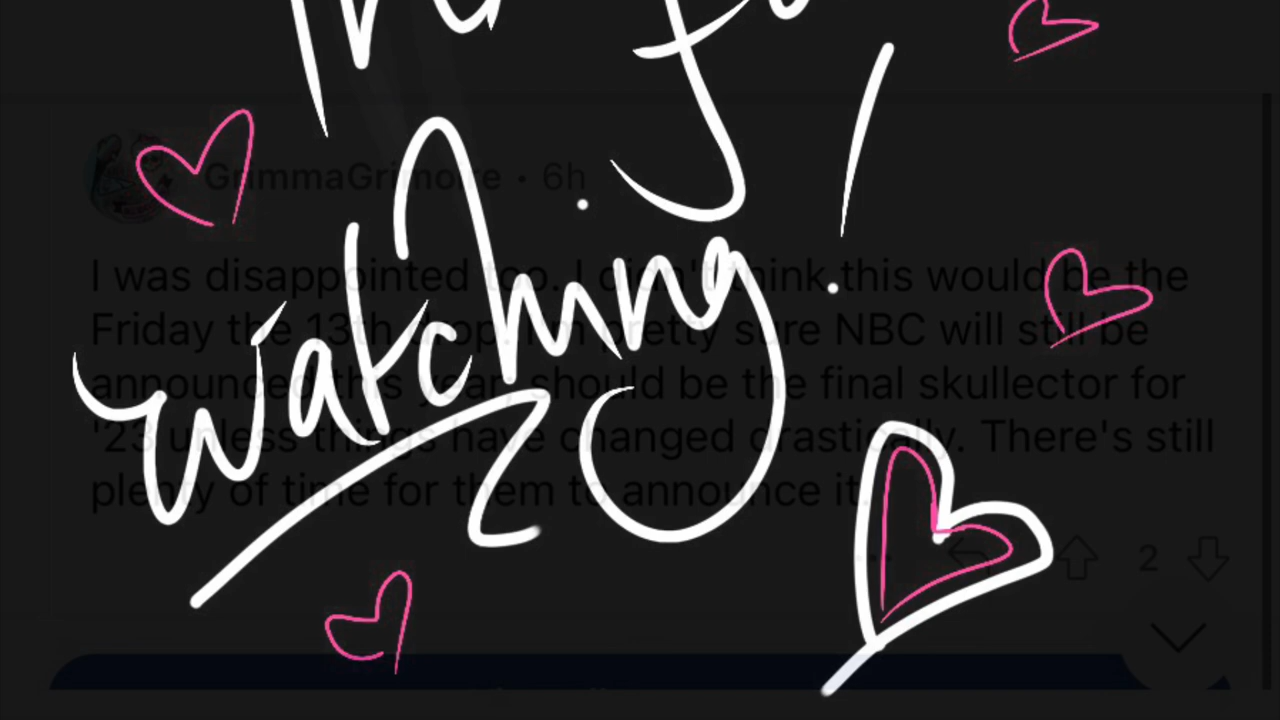 watching!
GrimmaGrimoire • 6h
I was disappointed too. I didn't think this would be the
Friday the 13th drop. I'm pretty sure NBC will still be
announced this year, should be the final skullector for
'23 unless things have changed drastically. There's still
plenty of time for them to announce it.
2